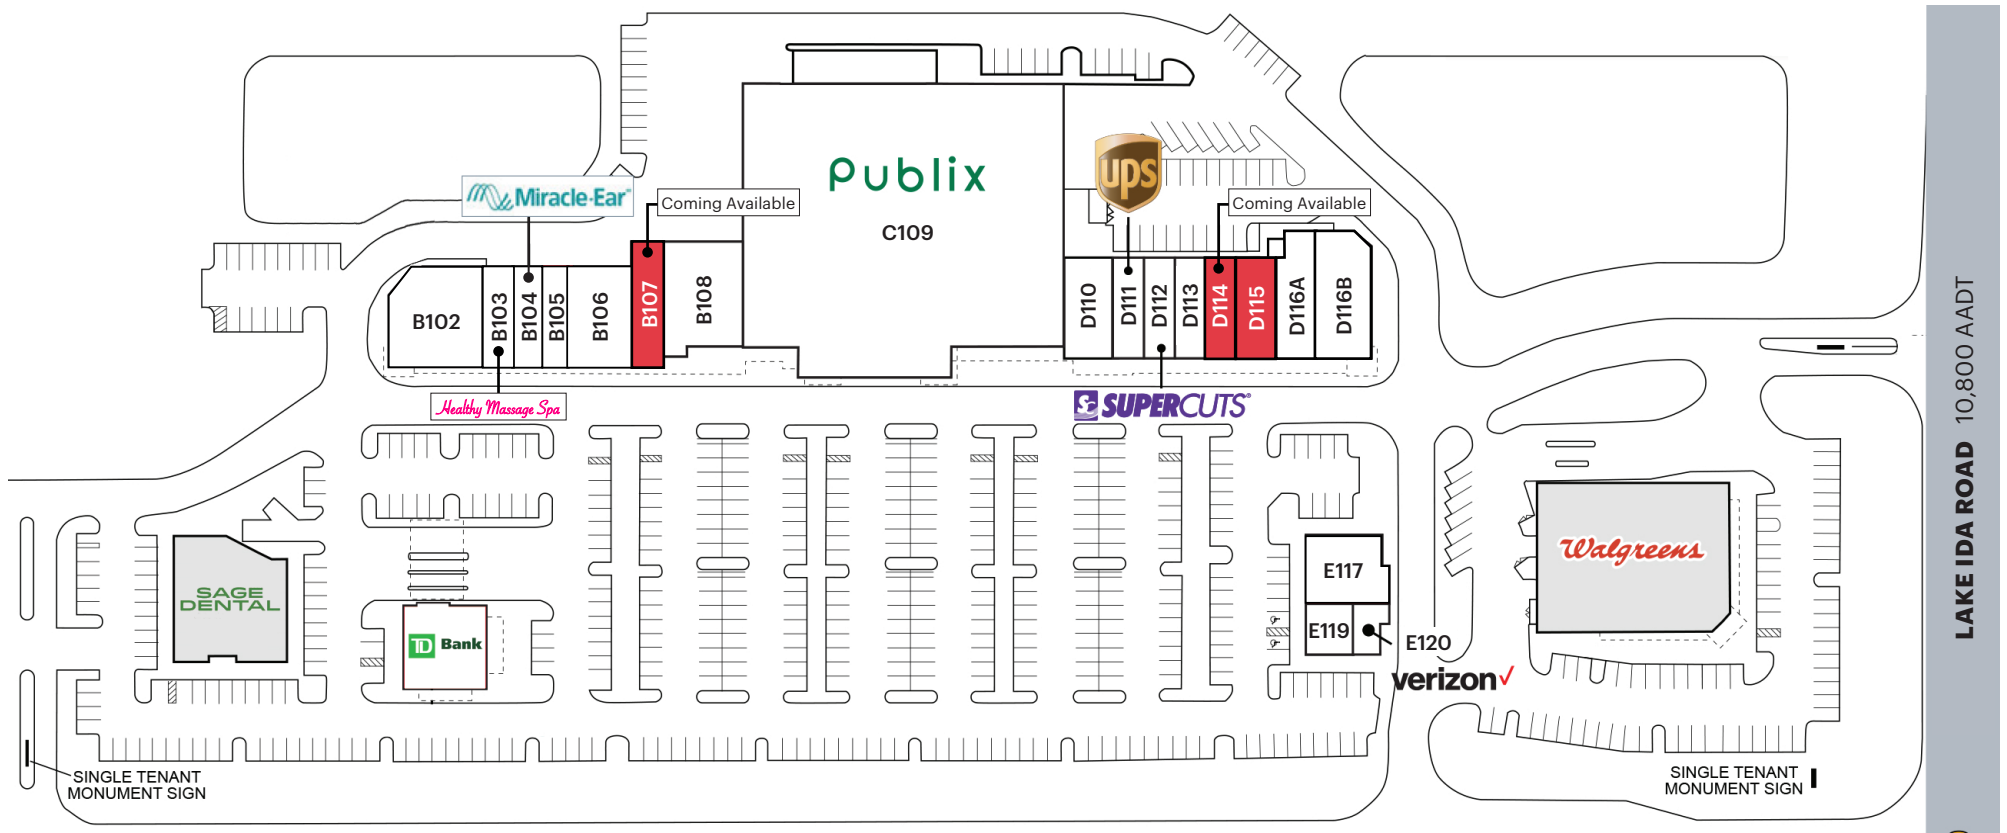 Publix
C109
ups
Miracle-Ear
Coming Available
Coming Available
B102
B103
B104
B105
B106
B107
B108
D110
D111
D112
D113
D114
D115
D116A
D116B
Healthy Massage Spa
SC SUPERCUTS®
SAGE
DENTAL
TD Bank
E117
E119
E120
verizon
Walgreens
SINGLE TENANT
MONUMENT SIGN
SINGLE TENANT
MONUMENT SIGN
LAKE IDA ROAD 10,800 AADT